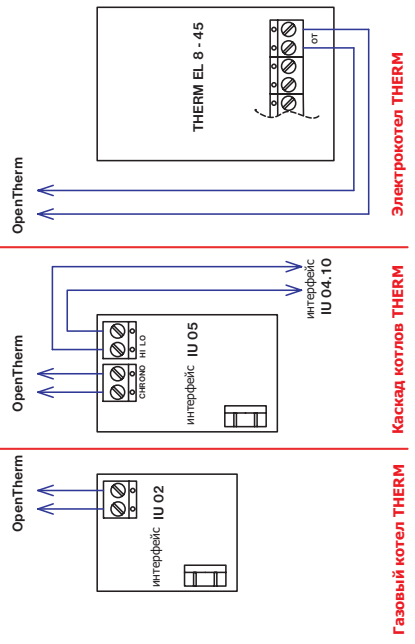 OpenTherm
интерфейс IU 02
Газовый котел THERM
OpenTherm
CHRONO
HI LO
интерфейс IU 05
интерфейс
IU 04.10
Каскад котлов THERM
OpenTherm
THERM EL 8 - 45
OT
Электрокотел THERM